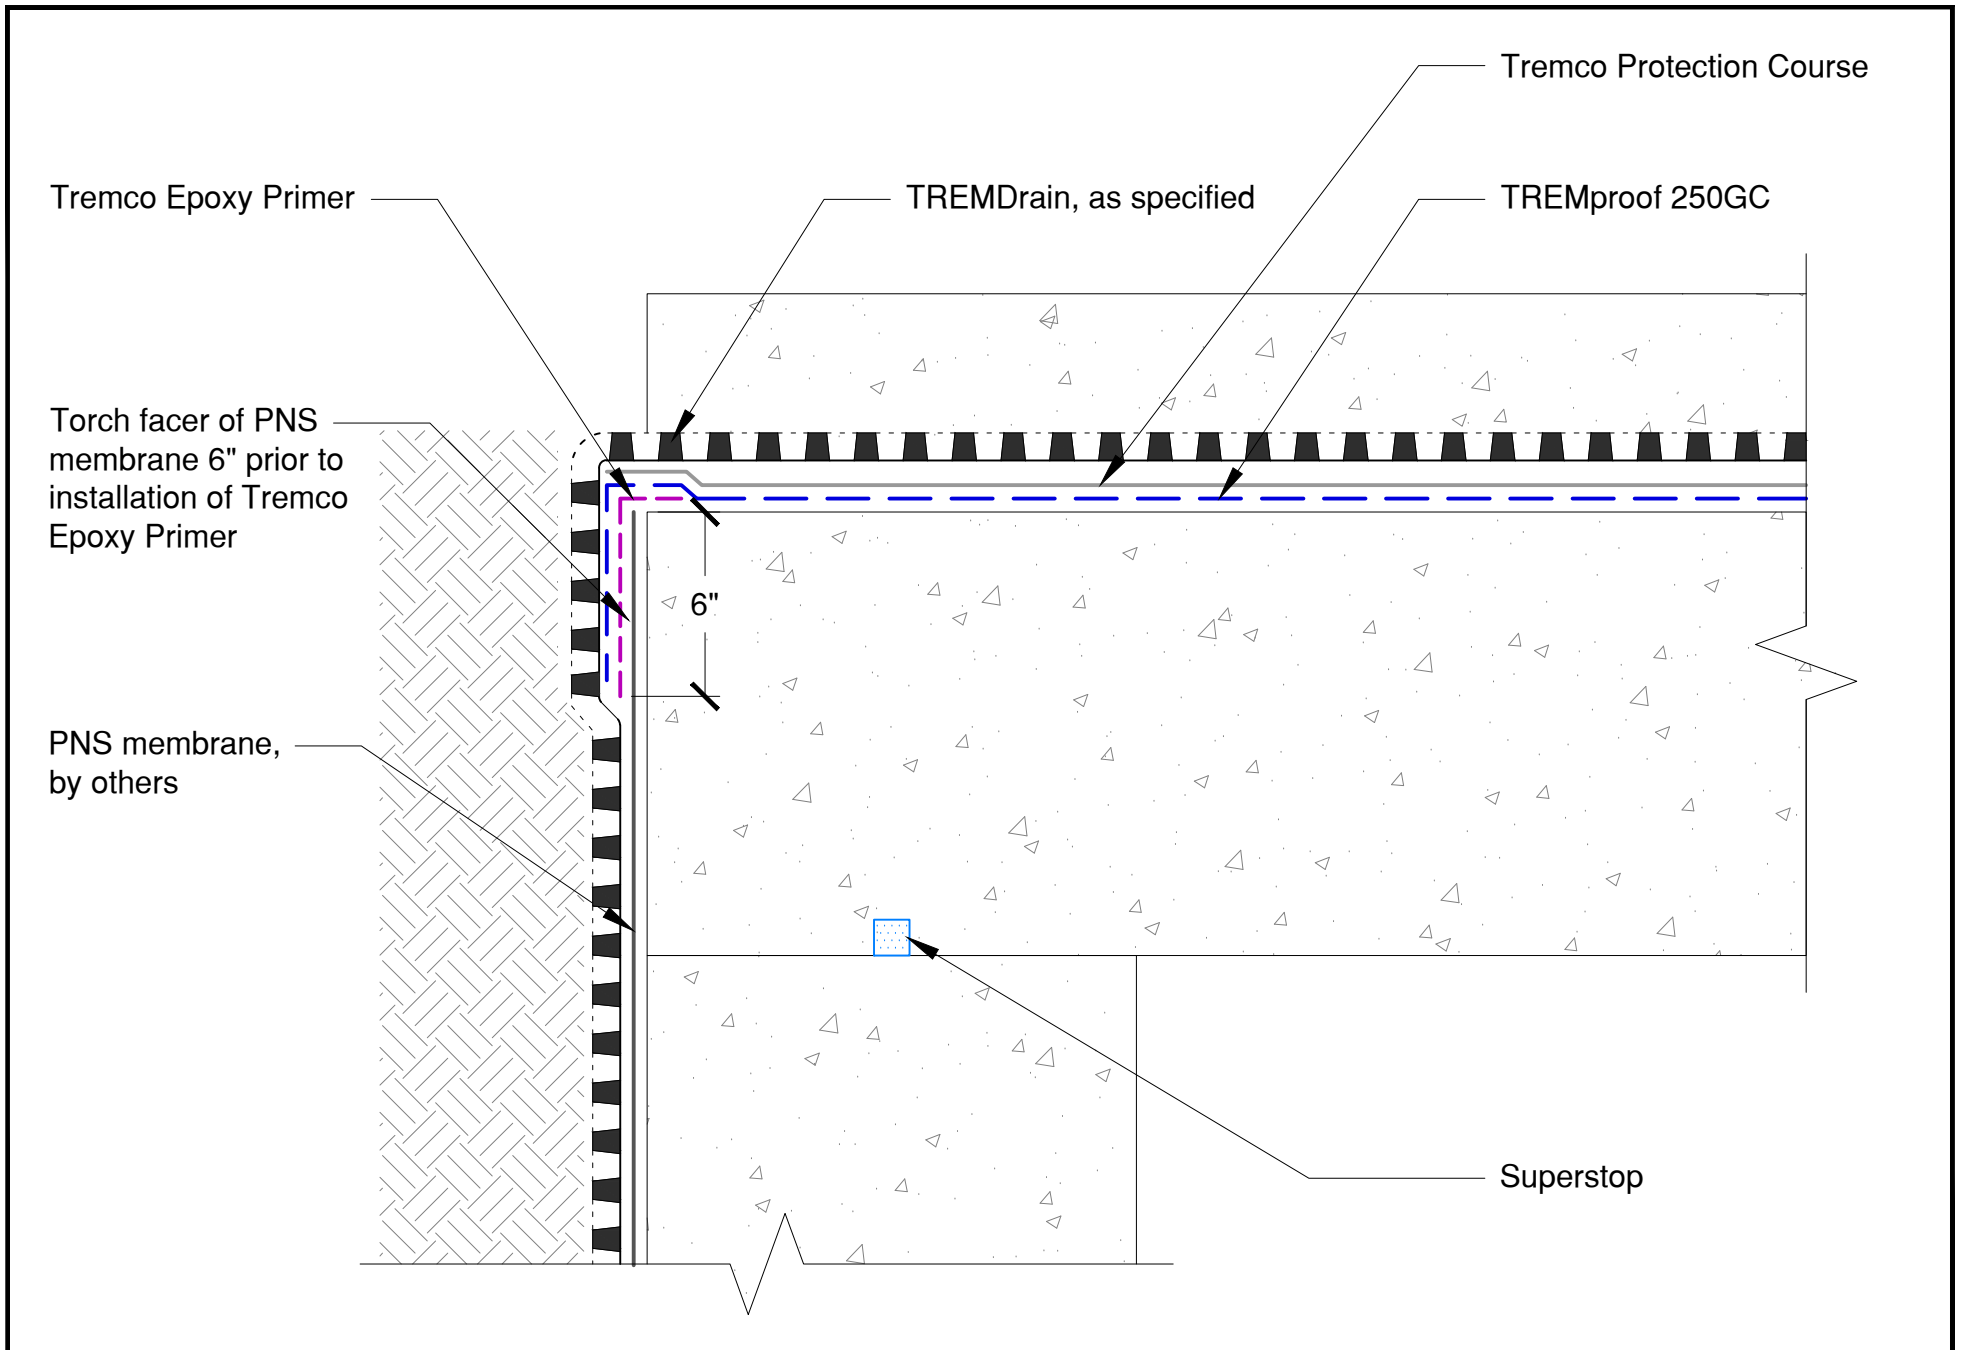 Tremco Protection Course
Tremco Epoxy Primer
TREMDrain, as specified
TREMproof 250GC
Torch facer of PNS
membrane 6" prior to
installation of Tremco
Epoxy Primer
6"
PNS membrane,
by others
Superstop